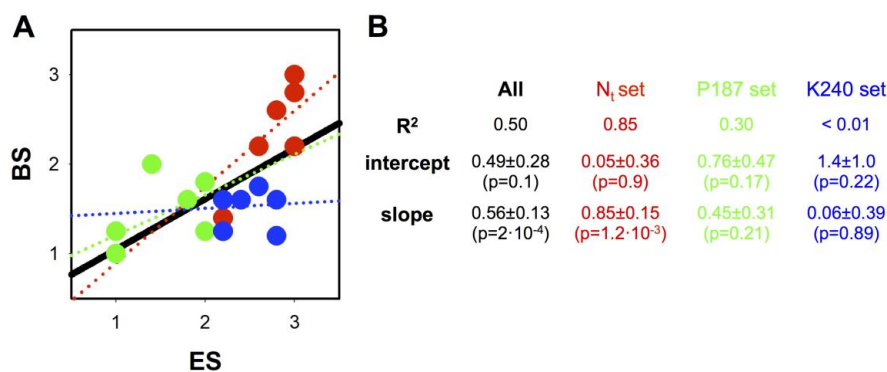 A
BS
3
2
1
1 2 3
ES
B
All Nt set P187 set K240 set
R² 0.50 0.85 0.30 < 0.01
intercept 0.49±0.28 0.05±0.36 0.76±0.47 1.4±1.0
(p=0.1) (p=0.9) (p=0.17) (p=0.22)
slope 0.56±0.13 0.85±0.15 0.45±0.31 0.06±0.39
(p=2·10⁻⁴) (p=1.2·10⁻³) (p=0.21) (p=0.89)